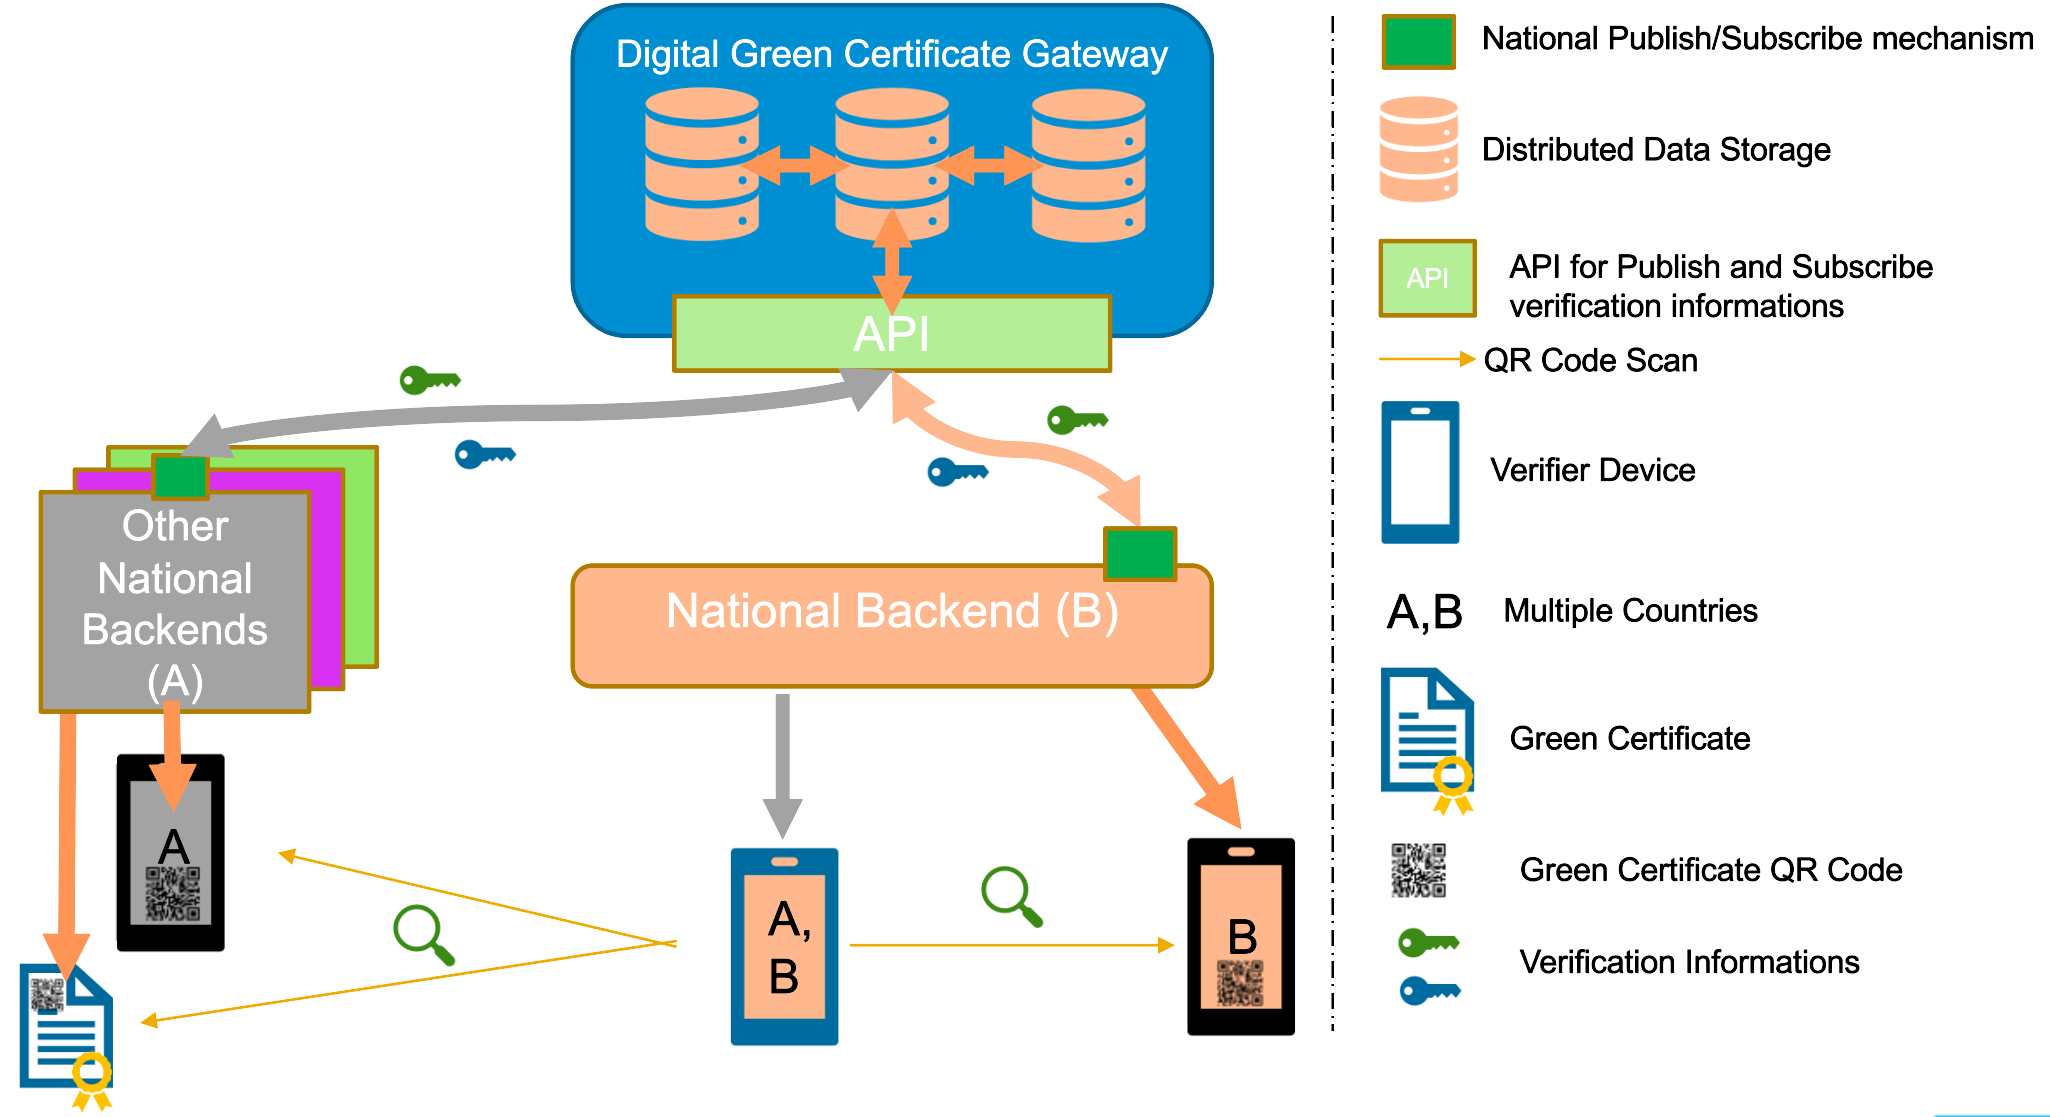 Digital Green Certificate Gateway
API
Other
National
Backends
(A)
National Backend (B)
A
A,
B
B
National Publish/Subscribe mechanism
Distributed Data Storage
API
API for Publish and Subscribe
verification informations
QR Code Scan
Verifier Device
A,B
Multiple Countries
Green Certificate
Green Certificate QR Code
Verification Informations